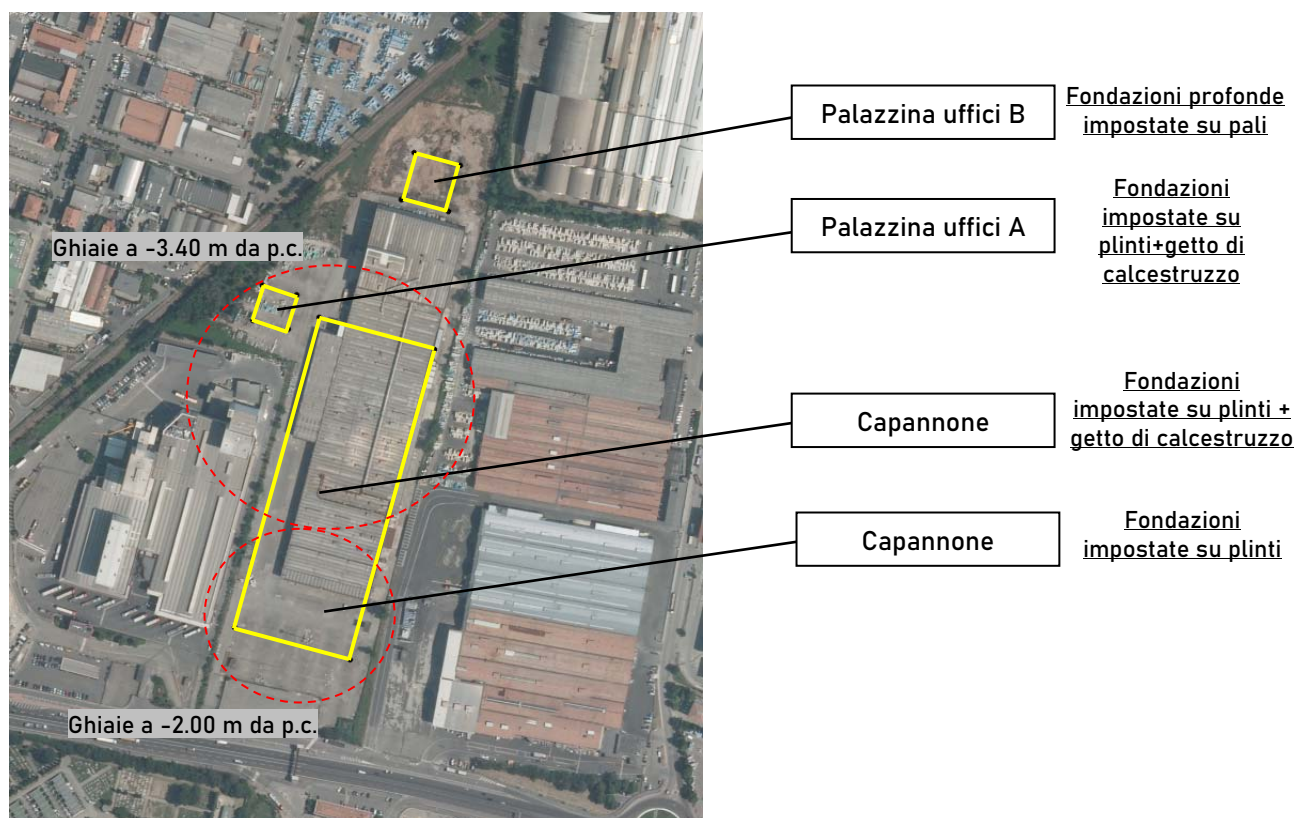 Palazzina uffici B
Fondazioni profonde
impostate su pali
Palazzina uffici A
Fondazioni
impostate su
plinti+getto di
calcestruzzo
Ghiaie a -3.40 m da p.c.
Capannone
Fondazioni
impostate su plinti +
getto di calcestruzzo
Capannone
Fondazioni
impostate su plinti
Ghiaie a -2.00 m da p.c.